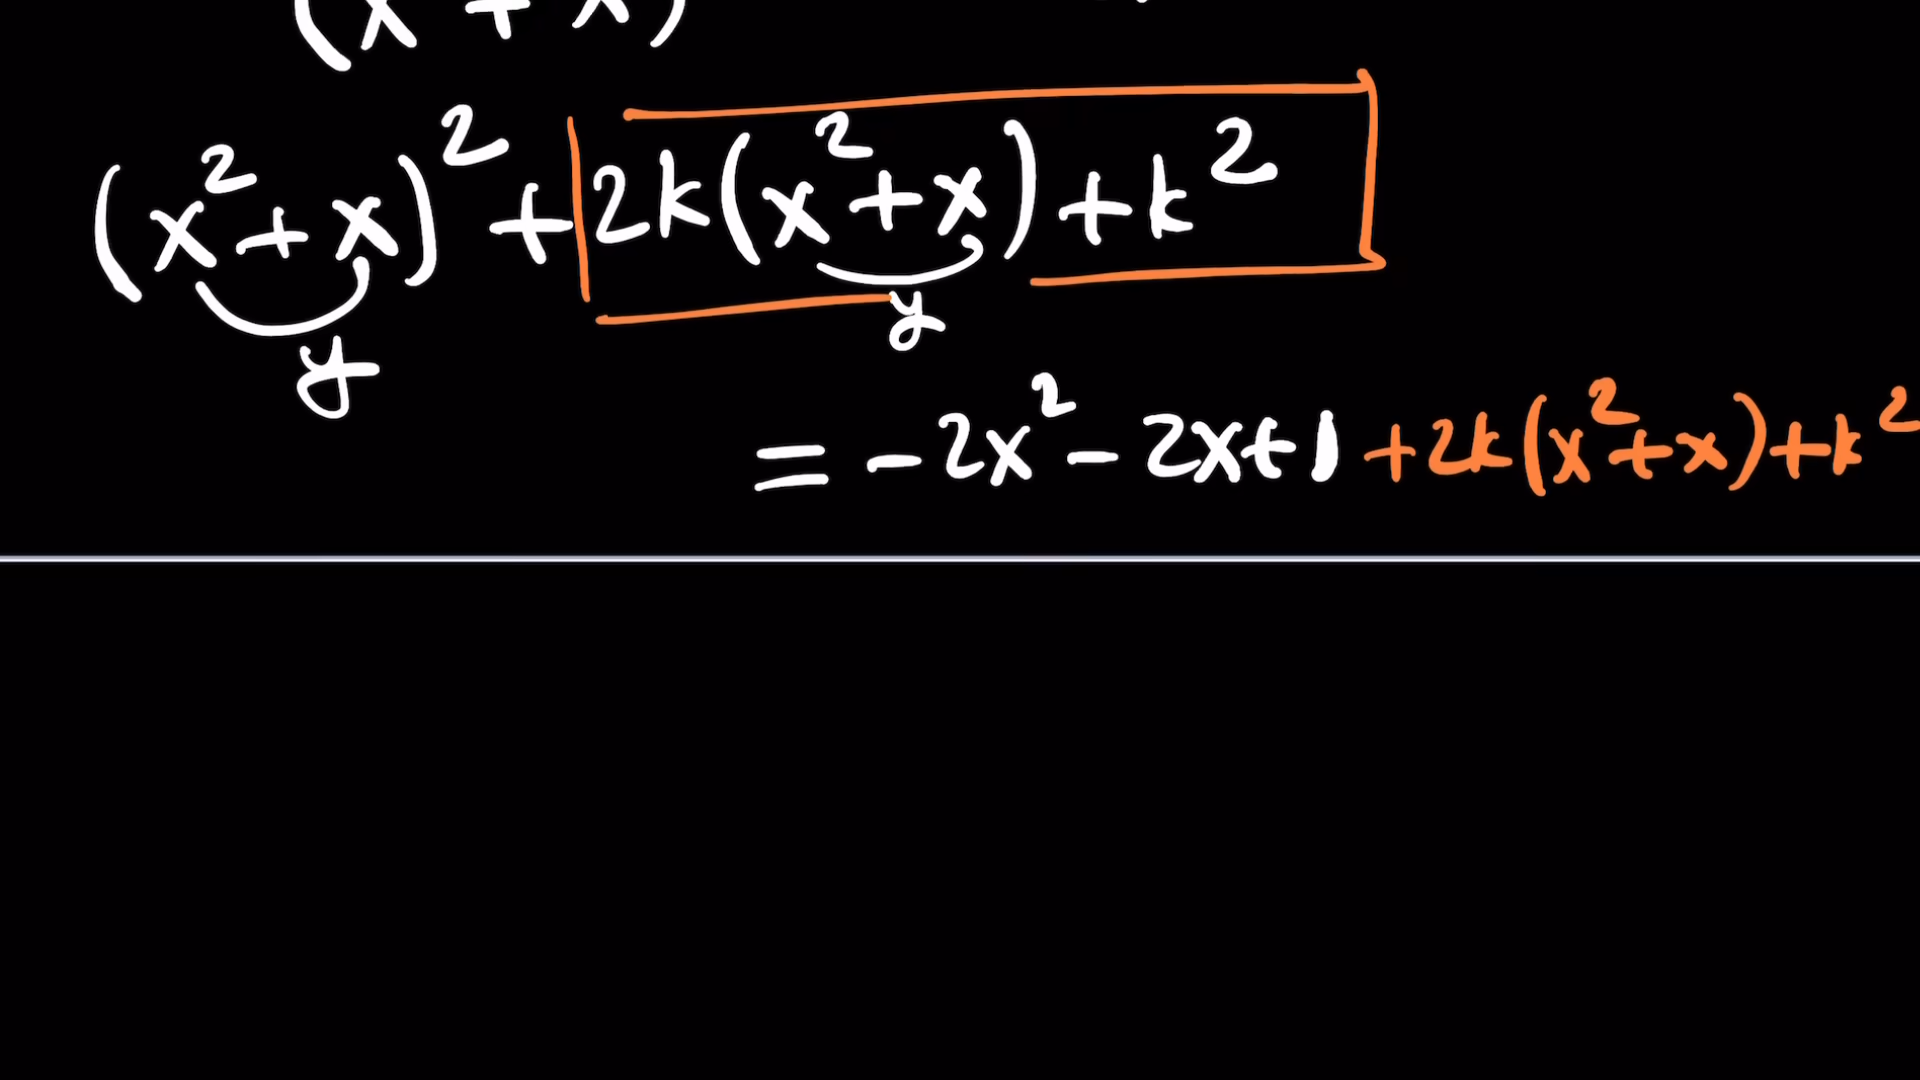 (x + x)
(x² + x)² + 2k(x² + x) + k²
y y
= -2x² - 2x + 1 + 2k(x² + x) + k²